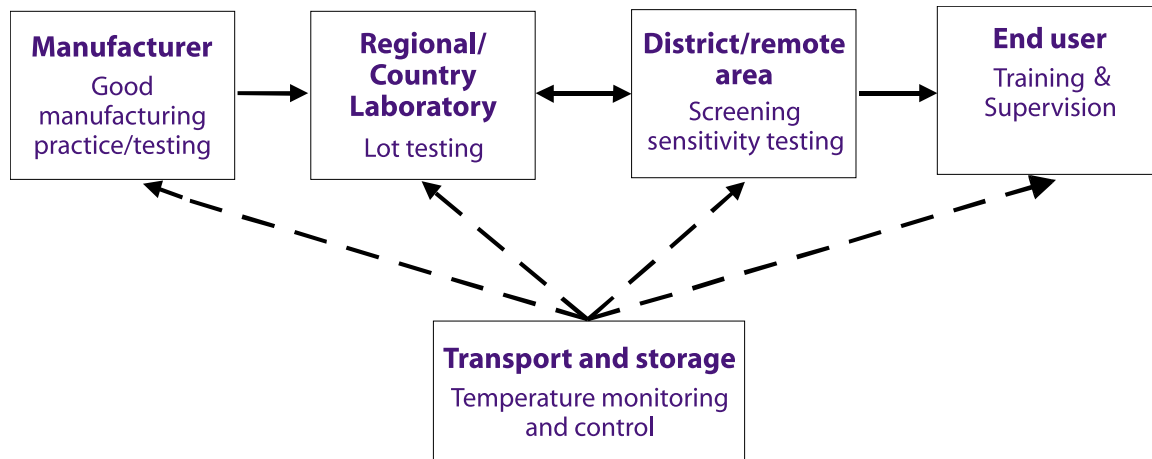 Manufacturer
Good
manufacturing
practice/testing
Regional/
Country
Laboratory
Lot testing
District/remote
area
Screening
sensitivity testing
End user
Training &
Supervision
Transport and storage
Temperature monitoring
and control